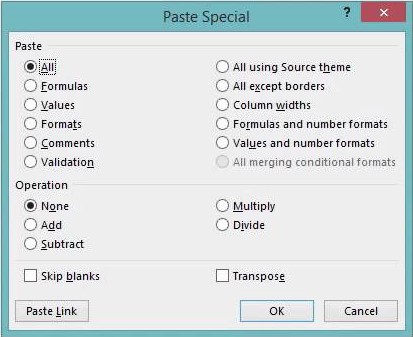 Paste Special
?
Paste
All
Formulas
Values
Formats
Comments
Validation
All using Source theme
All except borders
Column widths
Formulas and number formats
Values and number formats
All merging conditional formats
Operation
None
Add
Subtract
Multiply
Divide
Skip blanks
Transpose
Paste Link
OK
Cancel